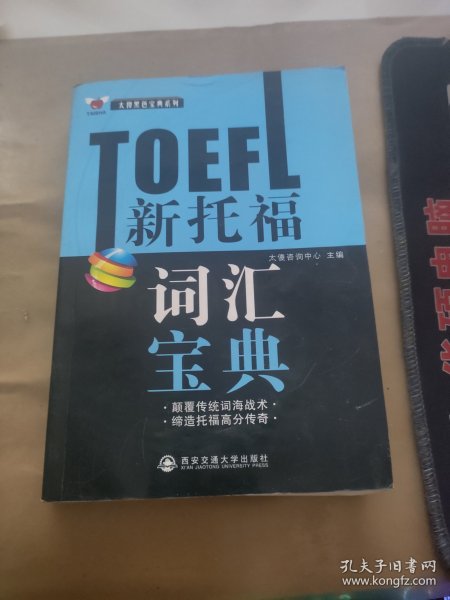 TAISHA
太傻黑色宝典系列
TOEFL
新托福
太傻咨询中心 主编
词汇
宝典
·颠覆传统词海战术·
·缔造托福高分传奇·
西安交通大学出版社
XI'AN JIAOTONG UNIVERSITY PRESS
孔夫子旧书网
www.kongfz.com